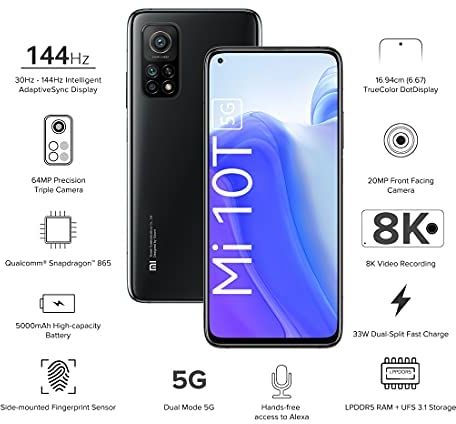 144Hz
30Hz - 144Hz Intelligent
AdaptiveSync Display
64MP Precision
Triple Camera
Qualcomm® Snapdragon™ 865
5000mAh High-capacity
Battery
Side-mounted Fingerprint Sensor
mi
Mi 10T 5G
5G
Dual Mode 5G
Hands-free
access to Alexa
16.94cm (6.67)
TrueColor DotDisplay
20MP Front Facing
Camera
8K
8K Video Recording
33W Dual-Split Fast Charge
LPPDDR5
LPDDR5 RAM + UFS 3.1 Storage